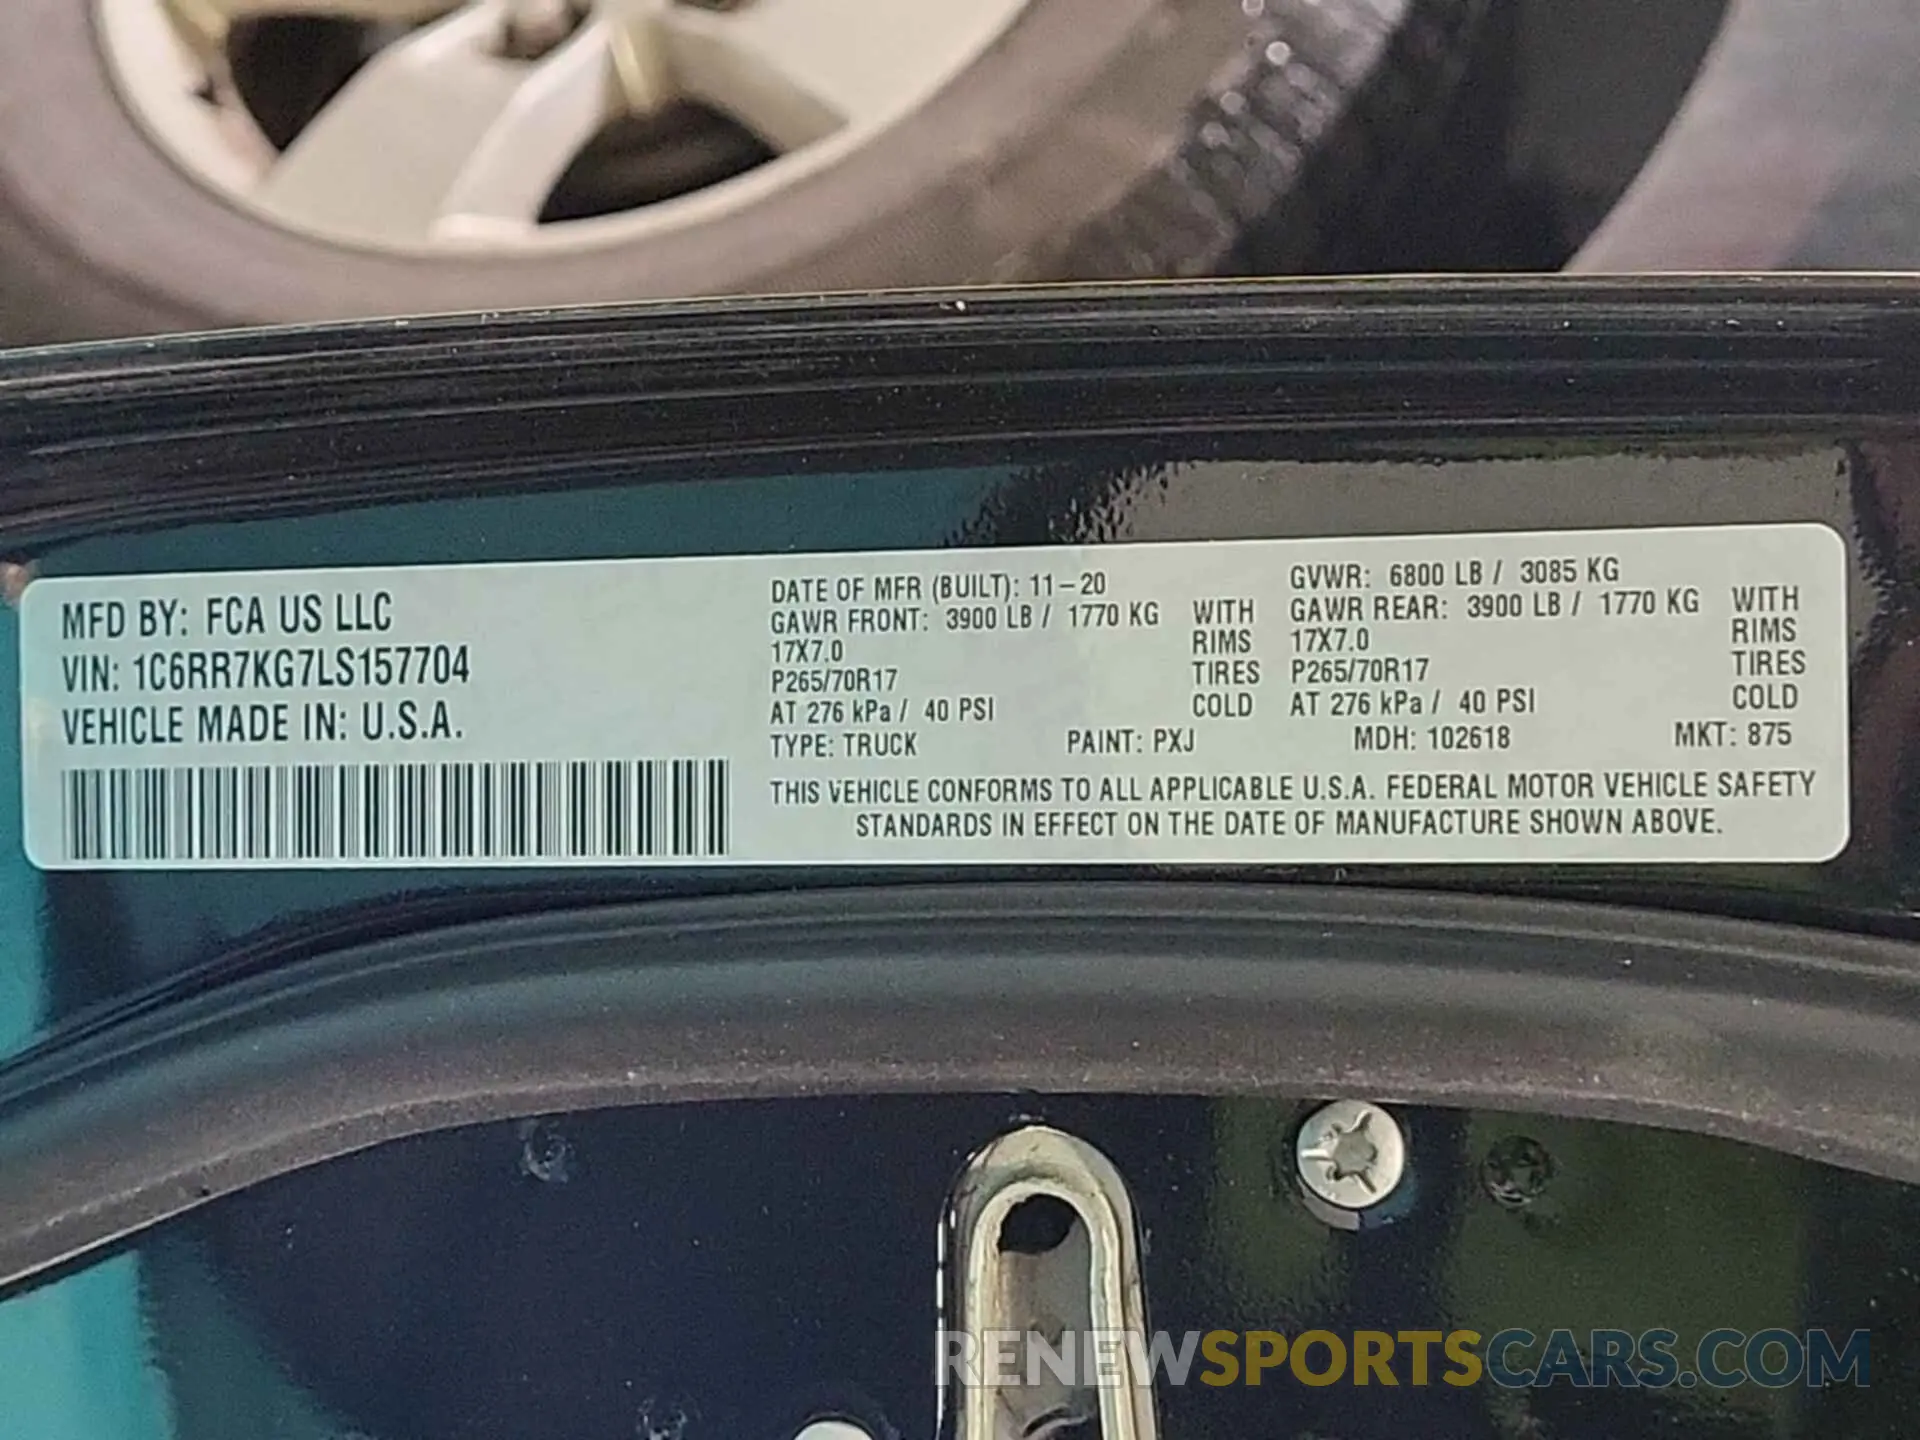 MFD BY: FCA US LLC
VIN: 1C6RR7KG7LS157704
VEHICLE MADE IN: U.S.A.
DATE OF MFR (BUILT): 11-20
GAWR FRONT: 3900 LB / 1770 KG WITH
17X7.0 RIMS
P265/70R17 TIRES
AT 276 kPa / 40 PSI COLD
GVWR: 6800 LB / 3085 KG
GAWR REAR: 3900 LB / 1770 KG WITH
17X7.0 RIMS
P265/70R17 TIRES
AT 276 kPa / 40 PSI COLD
TYPE: TRUCK PAINT: PXJ MDH: 102618 MKT: 875
THIS VEHICLE CONFORMS TO ALL APPLICABLE U.S.A. FEDERAL MOTOR VEHICLE SAFETY
STANDARDS IN EFFECT ON THE DATE OF MANUFACTURE SHOWN ABOVE.
RENEWSPORTSCARS.COM